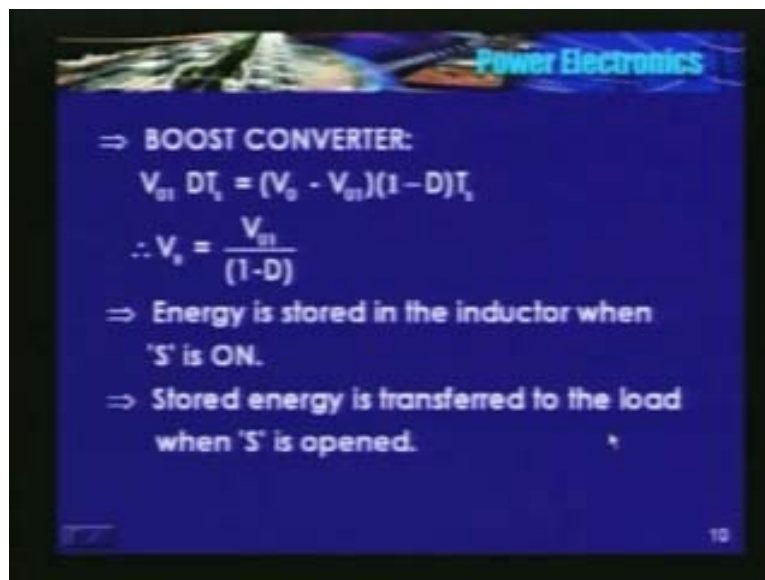 Power Electronics
⇒ BOOST CONVERTER:
V₀₁ DTₛ = (V₀ - V₀₁)(1-D)Tₛ
∴ V₀ = V₀₁ / (1-D)
⇒ Energy is stored in the inductor when
'S' is ON.
⇒ Stored energy is transferred to the load
when 'S' is opened.
10